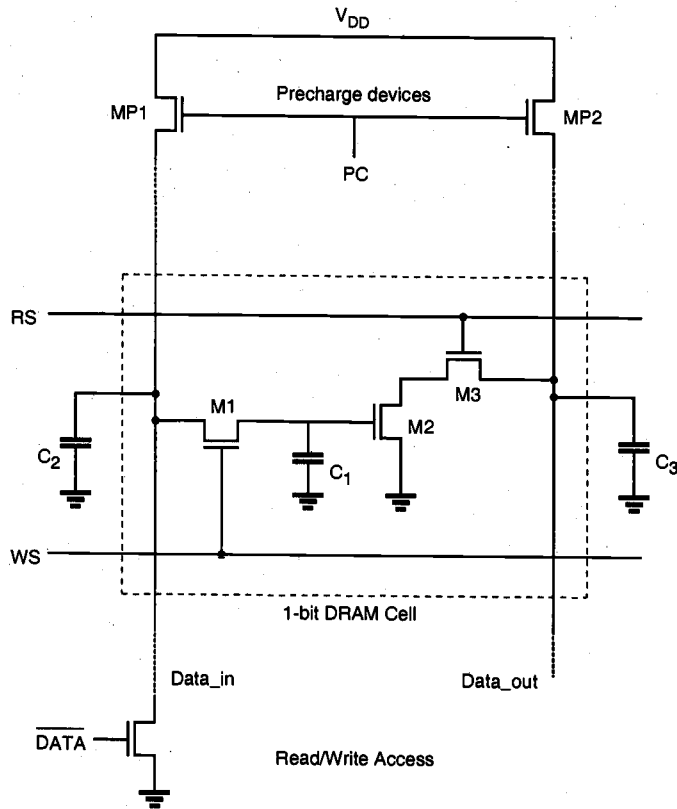 V_DD
Precharge devices
MP1
MP2
PC
RS
M3
M1
M2
C_2
C_1
C_3
WS
1-bit DRAM Cell
Data_in
Data_out
D̅A̅T̅A̅
Read/Write Access